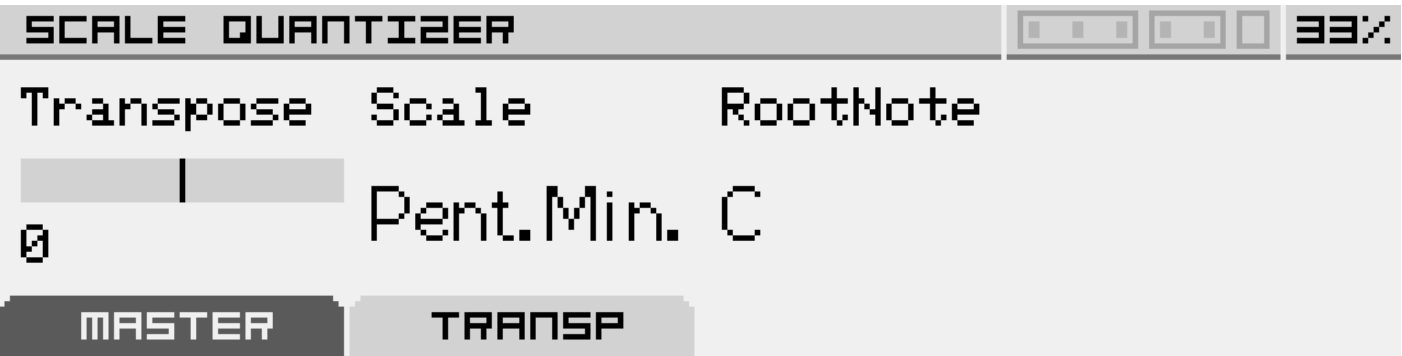 SCALE QUANTIZER 33%
Transpose Scale RootNote
0 Pent.Min. C
MASTER TRANSP